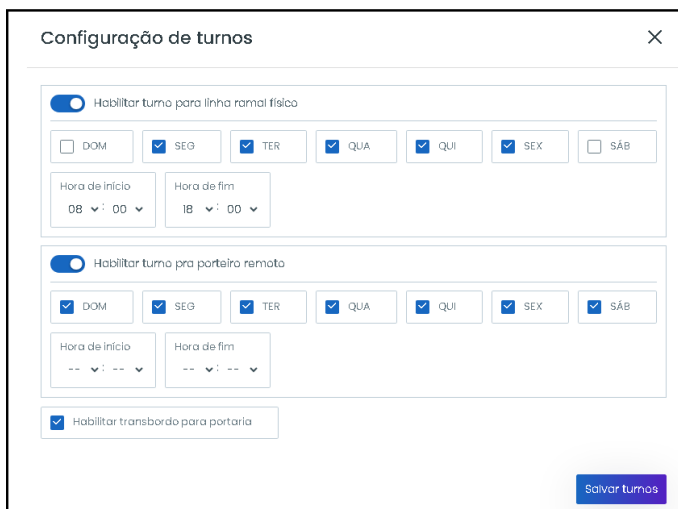 Configuração de turnos
Habilitar turno para linha ramal físico
DOM SEG TER QUA QUI SEX SÁB
Hora de início Hora de fim
08 : 00 18 : 00
Habilitar turno pra porteiro remoto
DOM SEG TER QUA QUI SEX SÁB
Hora de início Hora de fim
-- : -- -- : --
Habilitar transbordo para portaria
Salvar turnos